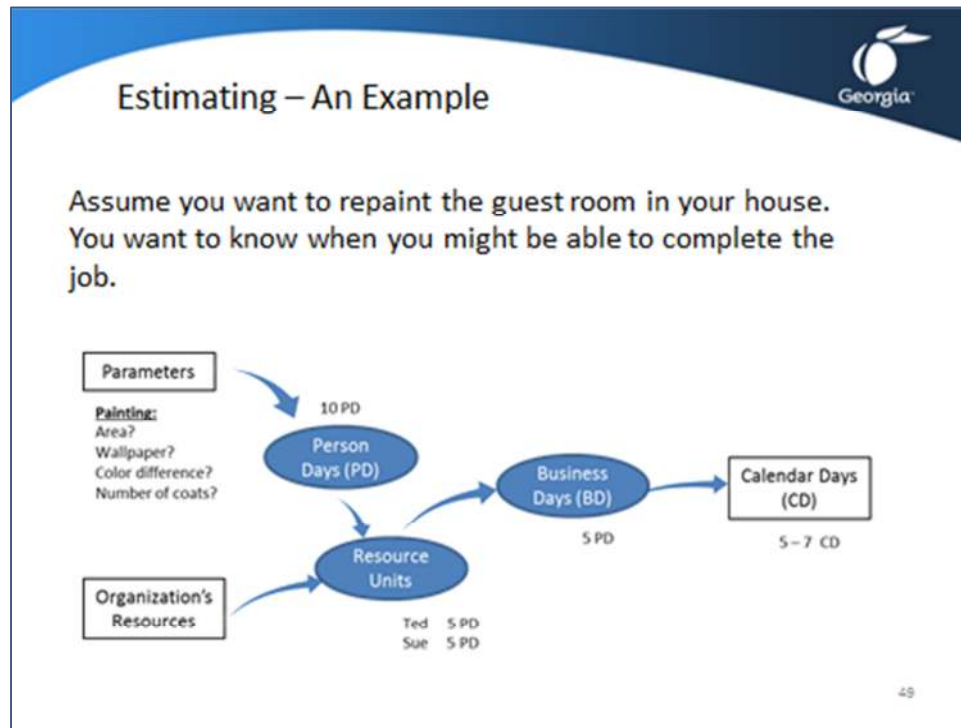 Georgia
Estimating – An Example
Assume you want to repaint the guest room in your house.
You want to know when you might be able to complete the
job.
Parameters
Painting:
Area?
Wallpaper?
Color difference?
Number of coats?
10 PD
Person
Days (PD)
Business
Days (BD)
5 PD
Calendar Days
(CD)
5 – 7 CD
Resource
Units
Organization's
Resources
Ted 5 PD
Sue 5 PD
49